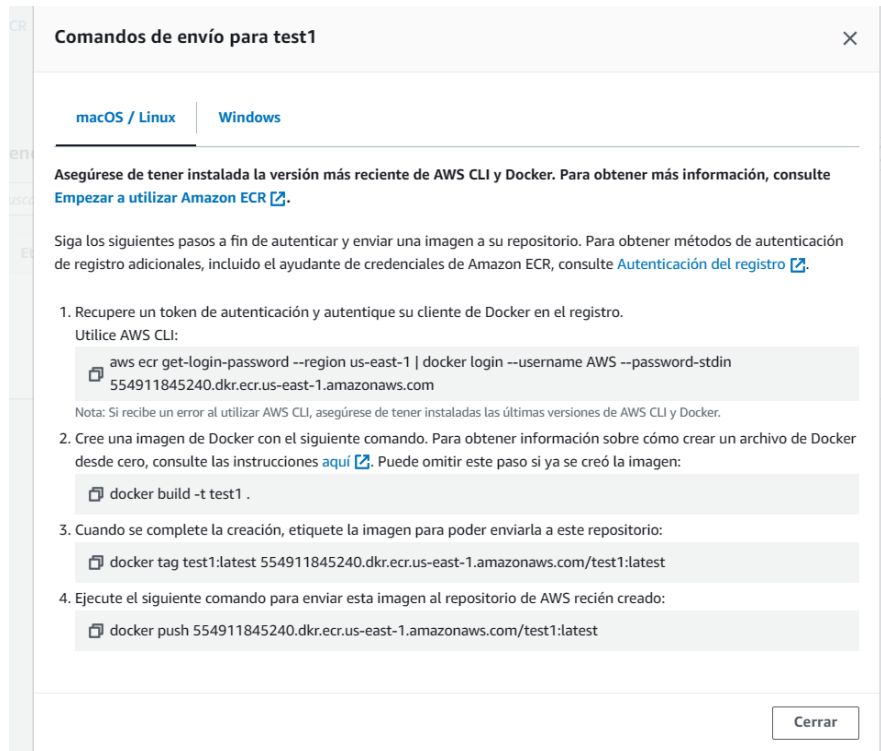 CR
Comandos de envío para test1
macOS / Linux
Windows
Asegúrese de tener instalada la versión más reciente de AWS CLI y Docker. Para obtener más información, consulte
Empezar a utilizar Amazon ECR.
Siga los siguientes pasos a fin de autenticar y enviar una imagen a su repositorio. Para obtener métodos de autenticación
de registro adicionales, incluido el ayudante de credenciales de Amazon ECR, consulte Autenticación del registro.
1. Recupere un token de autenticación y autentique su cliente de Docker en el registro.
Utilice AWS CLI:
aws ecr get-login-password --region us-east-1 | docker login --username AWS --password-stdin
554911845240.dkr.ecr.us-east-1.amazonaws.com
Nota: Si recibe un error al utilizar AWS CLI, asegúrese de tener instaladas las últimas versiones de AWS CLI y Docker.
2. Cree una imagen de Docker con el siguiente comando. Para obtener información sobre cómo crear un archivo de Docker
desde cero, consulte las instrucciones aquí. Puede omitir este paso si ya se creó la imagen:
docker build -t test1 .
3. Cuando se complete la creación, etiquete la imagen para poder enviarla a este repositorio:
docker tag test1:latest 554911845240.dkr.ecr.us-east-1.amazonaws.com/test1:latest
4. Ejecute el siguiente comando para enviar esta imagen al repositorio de AWS recién creado:
docker push 554911845240.dkr.ecr.us-east-1.amazonaws.com/test1:latest
Cerrar